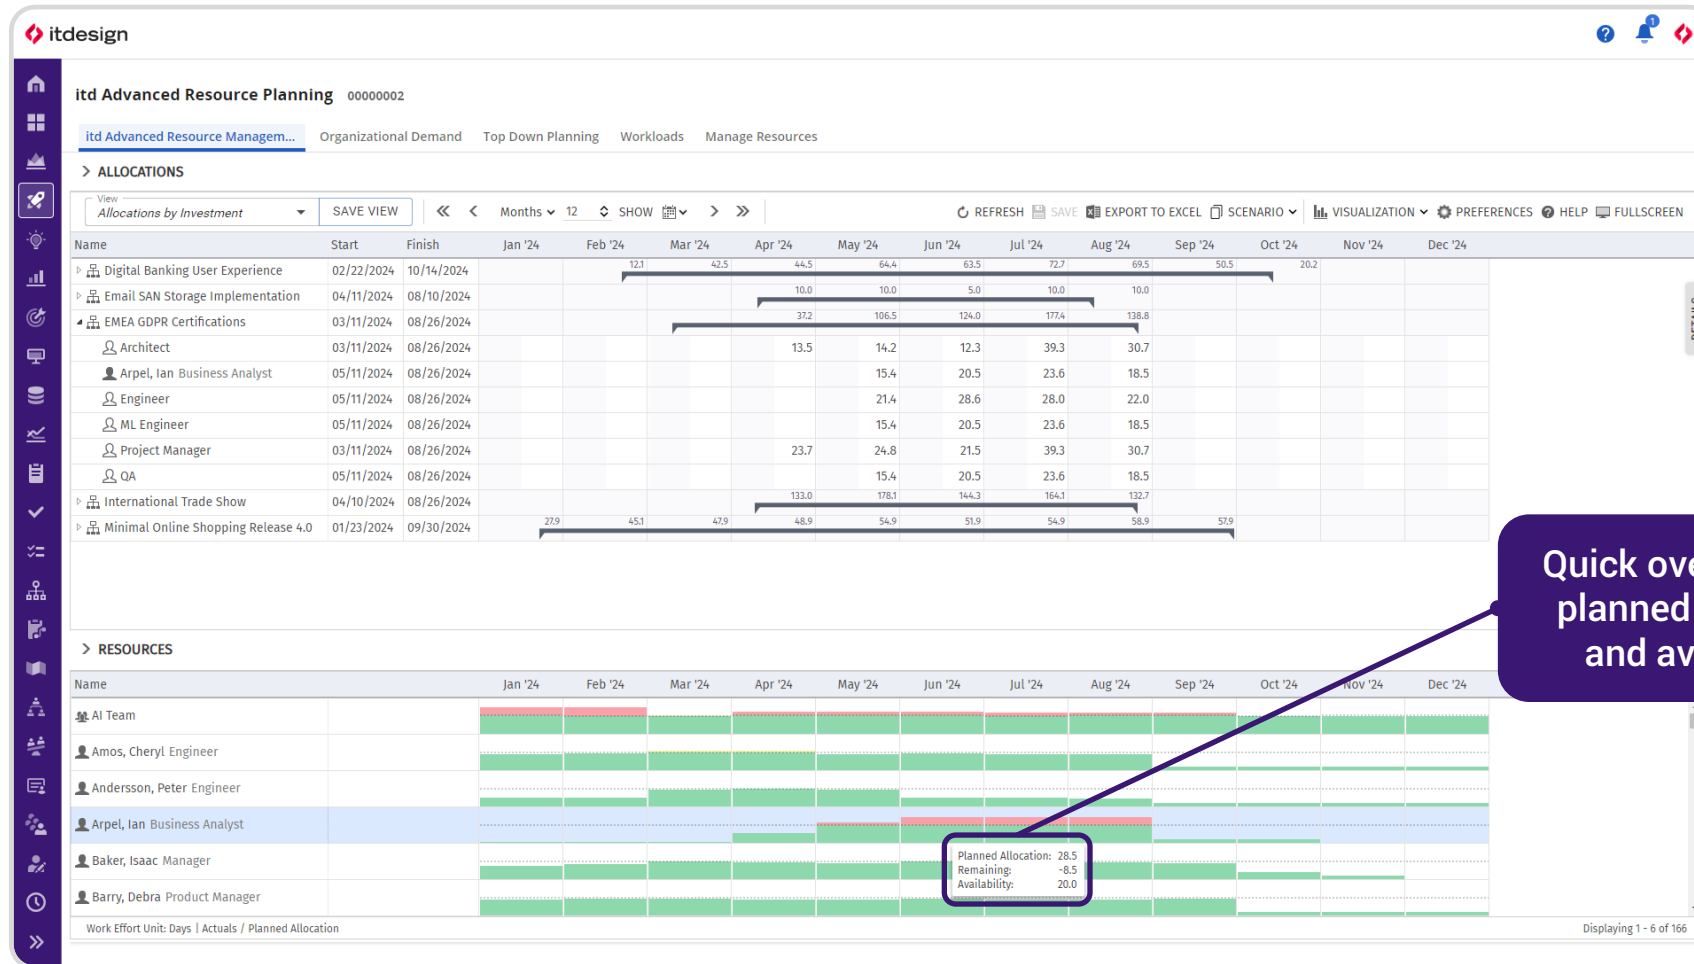 itdesign
1
itd Advanced Resource Planning 00000002
itd Advanced Resource Managem... Organizational Demand Top Down Planning Workloads Manage Resources
ALLOCATIONS
View
Allocations by Investment SAVE VIEW Months 12 SHOW REFRESH SAVE EXPORT TO EXCEL SCENARIO VISUALIZATION PREFERENCES HELP FULLSCREEN
Name Start Finish Jan '24 Feb '24 Mar '24 Apr '24 May '24 Jun '24 Jul '24 Aug '24 Sep '24 Oct '24 Nov '24 Dec '24
Digital Banking User Experience 02/22/2024 10/14/2024 12.1 42.5 44.5 64.4 63.5 72.7 69.5 50.5 20.2
Email SAN Storage Implementation 04/11/2024 08/10/2024 10.0 10.0 5.0 10.0 10.0
EMEA GDPR Certifications 03/11/2024 08/26/2024 37.2 106.5 124.0 177.4 138.8
Architect 03/11/2024 08/26/2024 13.5 14.2 12.3 39.3 30.7
Arpel, Ian Business Analyst 05/11/2024 08/26/2024 15.4 20.5 23.6 18.5
Engineer 05/11/2024 08/26/2024 21.4 28.6 28.0 22.0
ML Engineer 05/11/2024 08/26/2024 15.4 20.5 23.6 18.5
Project Manager 03/11/2024 08/26/2024 23.7 24.8 21.5 39.3 30.7
QA 05/11/2024 08/26/2024 15.4 20.5 23.6 18.5
International Trade Show 04/10/2024 08/26/2024 133.0 178.1 144.3 164.1 132.7
Minimal Online Shopping Release 4.0 01/23/2024 09/30/2024 27.9 45.1 47.9 48.9 54.9 51.9 54.9 58.9 57.9
Quick ove
planned
and av
RESOURCES
Name Jan '24 Feb '24 Mar '24 Apr '24 May '24 Jun '24 Jul '24 Aug '24 Sep '24 Oct '24 Nov '24 Dec '24
AI Team
Amos, Cheryl Engineer
Andersson, Peter Engineer
Arpel, Ian Business Analyst
Baker, Isaac Manager
Barry, Debra Product Manager
Planned Allocation: 28.5
Remaining: -8.5
Availability: 20.0
Work Effort Unit: Days | Actuals / Planned Allocation Displaying 1 - 6 of 166